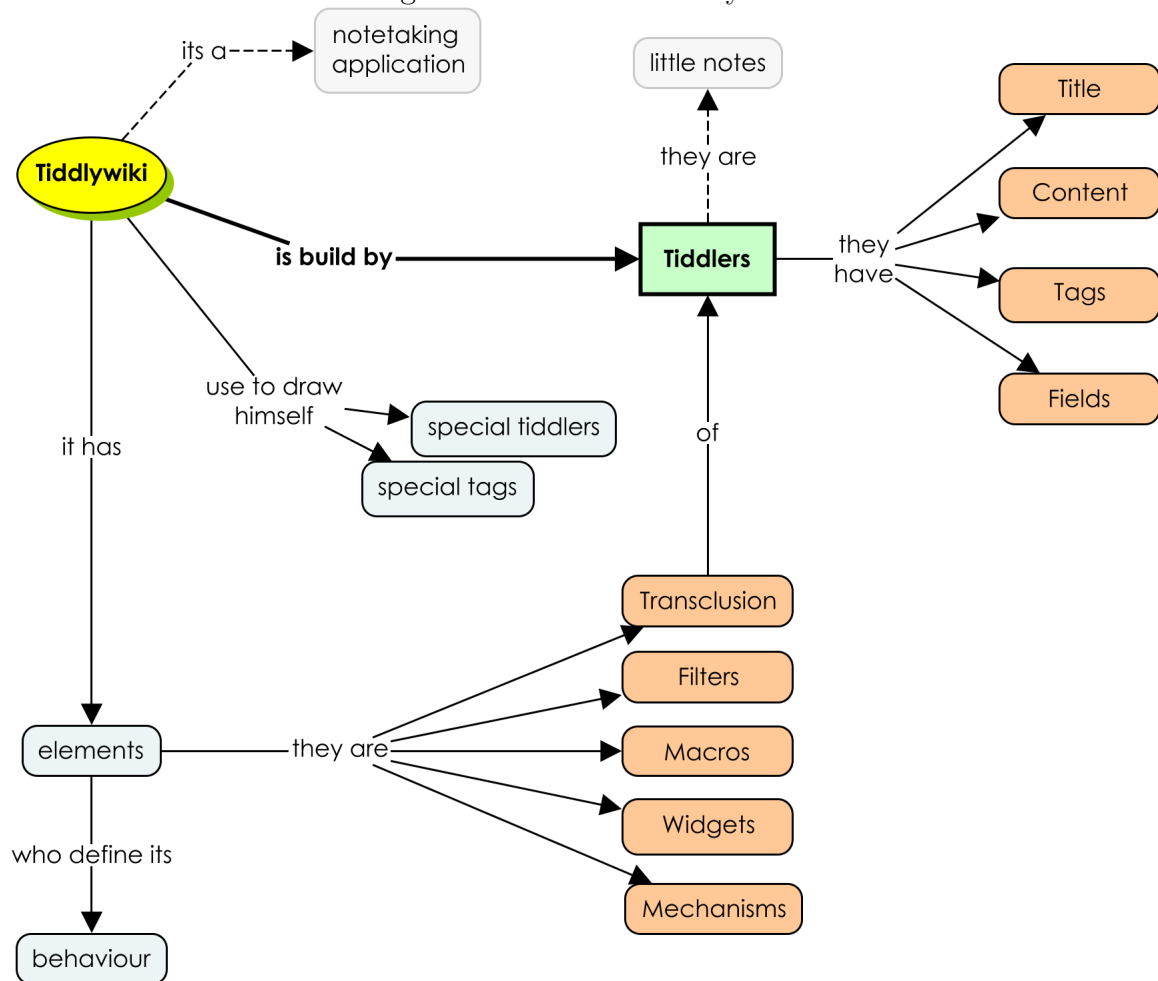 its a
notetaking
application
little notes
Title
they are
Tiddlywiki
Content
is build by
Tiddlers
they
have
Tags
use to draw
himself
special tiddlers
special tags
Fields
it has
of
Transclusion
Filters
elements
they are
Macros
Widgets
who define its
Mechanisms
behaviour